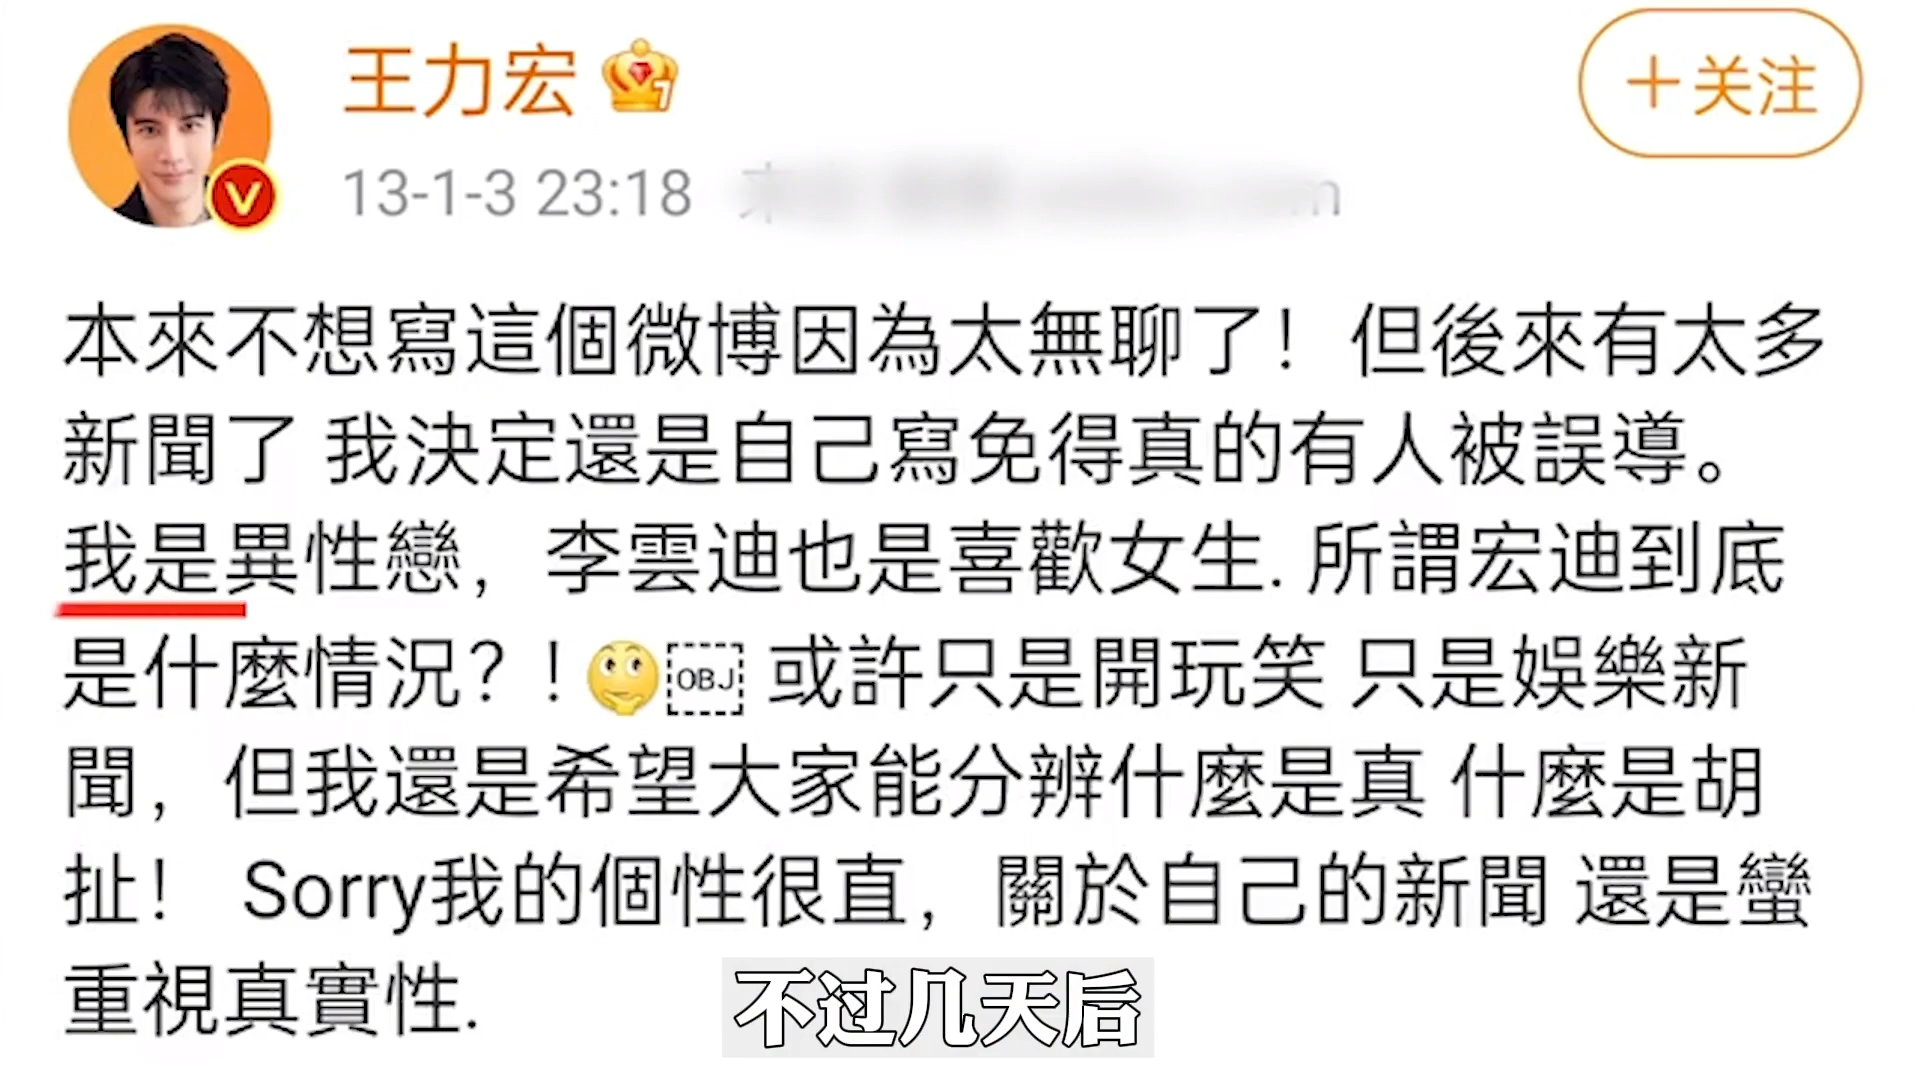 王力宏
+关注
13-1-3 23:18
本來不想寫這個微博因為太無聊了！但後來有太多
新聞了 我決定還是自己寫免得真的有人被誤導。
我是異性戀，李雲迪也是喜歡女生. 所謂宏迪到底
是什麼情況？！ OBJ 或許只是開玩笑 只是娛樂新
聞，但我還是希望大家能分辨什麼是真 什麼是胡
扯！ Sorry我的個性很直，關於自己的新聞 還是蠻
重視真實性.
不过几天后